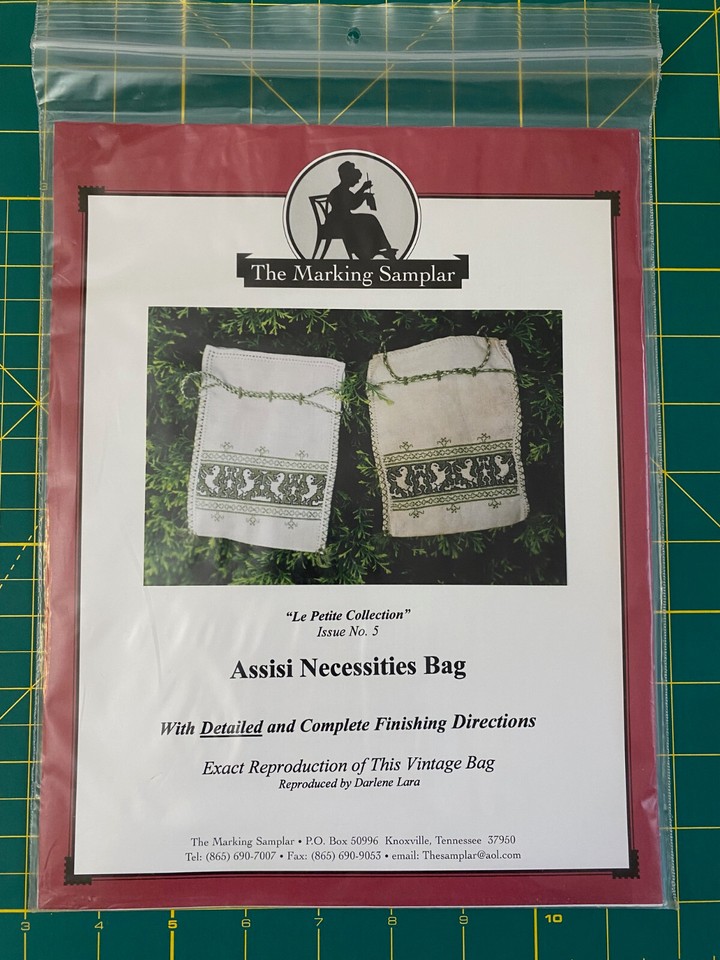 The Marking Samplar
"Le Petite Collection"
Issue No. 5
Assisi Necessities Bag
With Detailed and Complete Finishing Directions
Exact Reproduction of This Vintage Bag
Reproduced by Darlene Lara
The Marking Samplar • P.O. Box 50996 Knoxville, Tennessee 37950
Tel: (865) 690-7007 • Fax: (865) 690-9053 • email: Thesamplar@aol.com
3 4 5 6 7 8 9 10